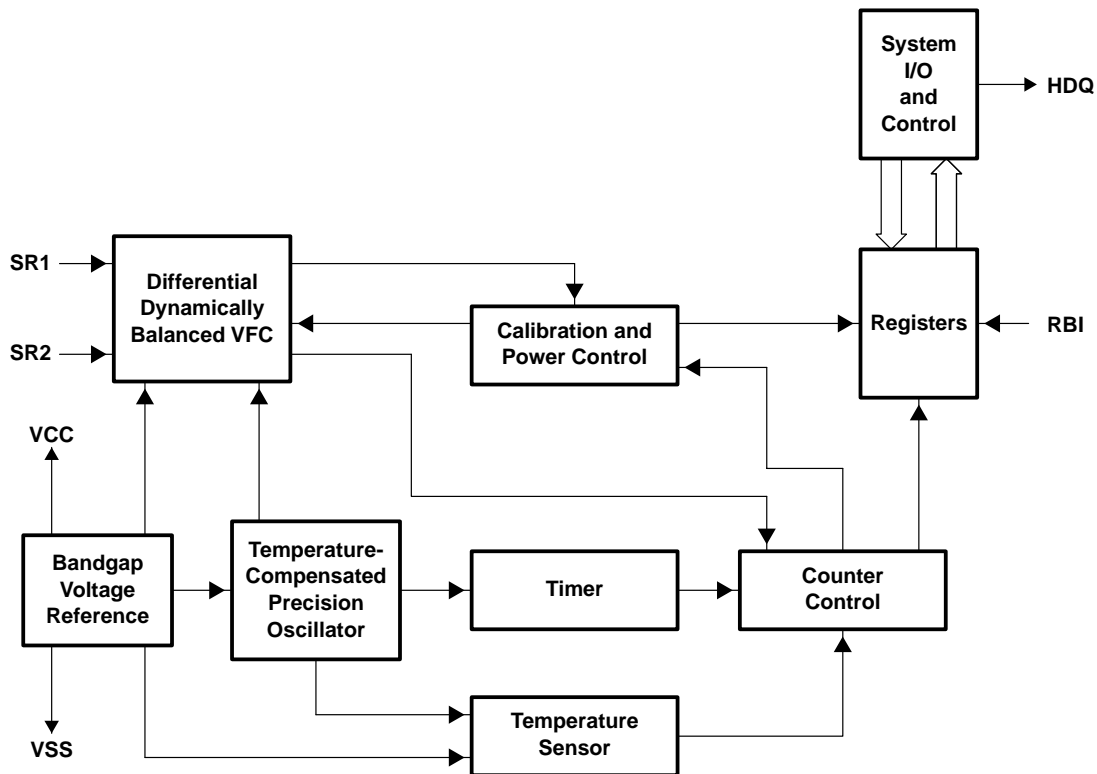 System
I/O
and
Control
HDQ
SR1
SR2
Differential
Dynamically
Balanced VFC
Calibration and
Power Control
Registers
RBI
VCC
Bandgap
Voltage
Reference
VSS
Temperature-
Compensated
Precision
Oscillator
Timer
Counter
Control
Temperature
Sensor